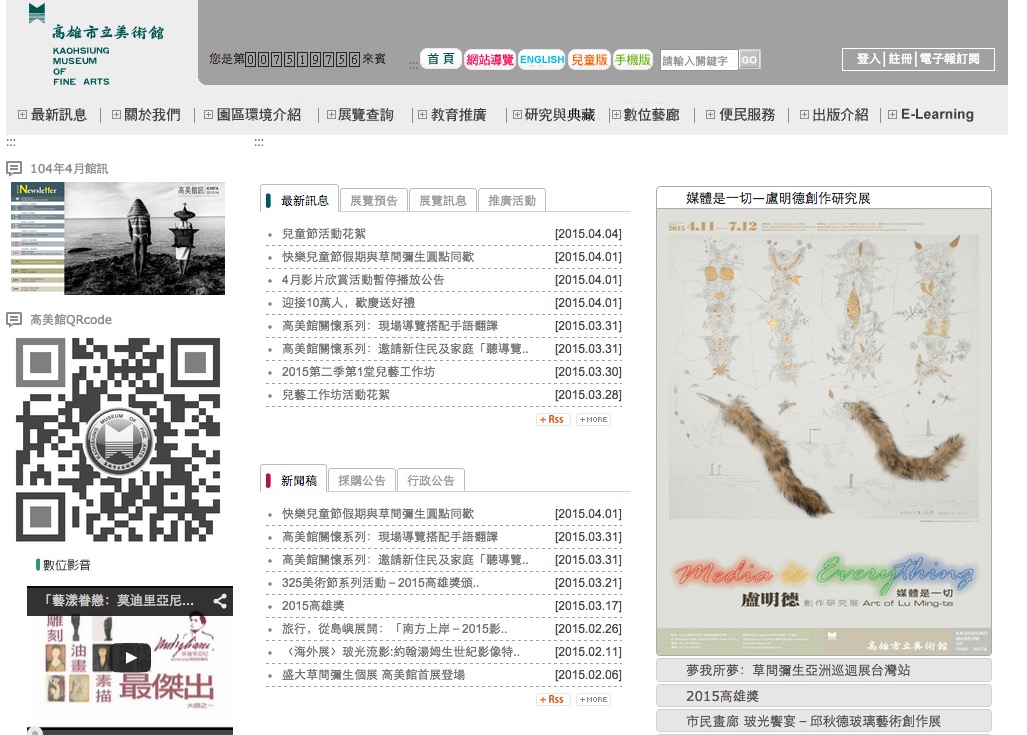 高雄市立美術館
KAOHSIUNG
MUSEUM
OF
FINE ARTS
您是第007519756來賓
:::
首頁
網站導覽
ENGLISH
兒童版
手機版
請輸入關鍵字
GO
登入|註冊|電子報訂閱
最新訊息
關於我們
園區環境介紹
展覽查詢
教育推廣
研究與典藏
數位藝廊
便民服務
出版介紹
E-Learning
:::
104年4月館訊
Newsletter
高美館訊
高美館QRcode
KAOHSIUNG MUSEUM OF FINE ARTS
數位影音
「藝漾眷戀：莫迪里亞尼...
雕刻
油畫
素描
最傑出
大師之一
:::
最新訊息
展覽預告
展覽訊息
推廣活動
兒童節活動花絮 [2015.04.04]
快樂兒童節假期與草間彌生圓點同歡 [2015.04.01]
4月影片欣賞活動暫停播放公告 [2015.04.01]
迎接10萬人，歡慶送好禮 [2015.04.01]
高美館關懷系列：現場導覽搭配手語翻譯 [2015.03.31]
高美館關懷系列：邀請新住民及家庭「聽導覽.. [2015.03.31]
2015第二季第1堂兒藝工作坊 [2015.03.30]
兒藝工作坊活動花絮 [2015.03.28]
+Rss +MORE
新聞稿
採購公告
行政公告
快樂兒童節假期與草間彌生圓點同歡 [2015.04.01]
高美館關懷系列：現場導覽搭配手語翻譯 [2015.03.31]
高美館關懷系列：邀請新住民及家庭「聽導覽.. [2015.03.31]
325美術節系列活動－2015高雄獎頒.. [2015.03.21]
2015高雄獎 [2015.03.17]
旅行，從島嶼展開：「南方上岸－2015影.. [2015.02.26]
〈海外展〉玻光流影:約翰湯姆生世紀影像特.. [2015.02.11]
盛大草間彌生個展 高美館首展登場 [2015.02.06]
+Rss +MORE
媒體是一切—盧明德創作研究展
2015 4.11—7.12
Media is Everything
媒體是一切
盧明德 創作研究展 Art of Lu Ming-te
高雄市立美術館
KAOHSIUNG
MUSEUM
OF
FINE ARTS
夢我所夢：草間彌生亞洲巡迴展台灣站
2015高雄獎
市民畫廊 玻光饗宴－邱秋德玻璃藝術創作展